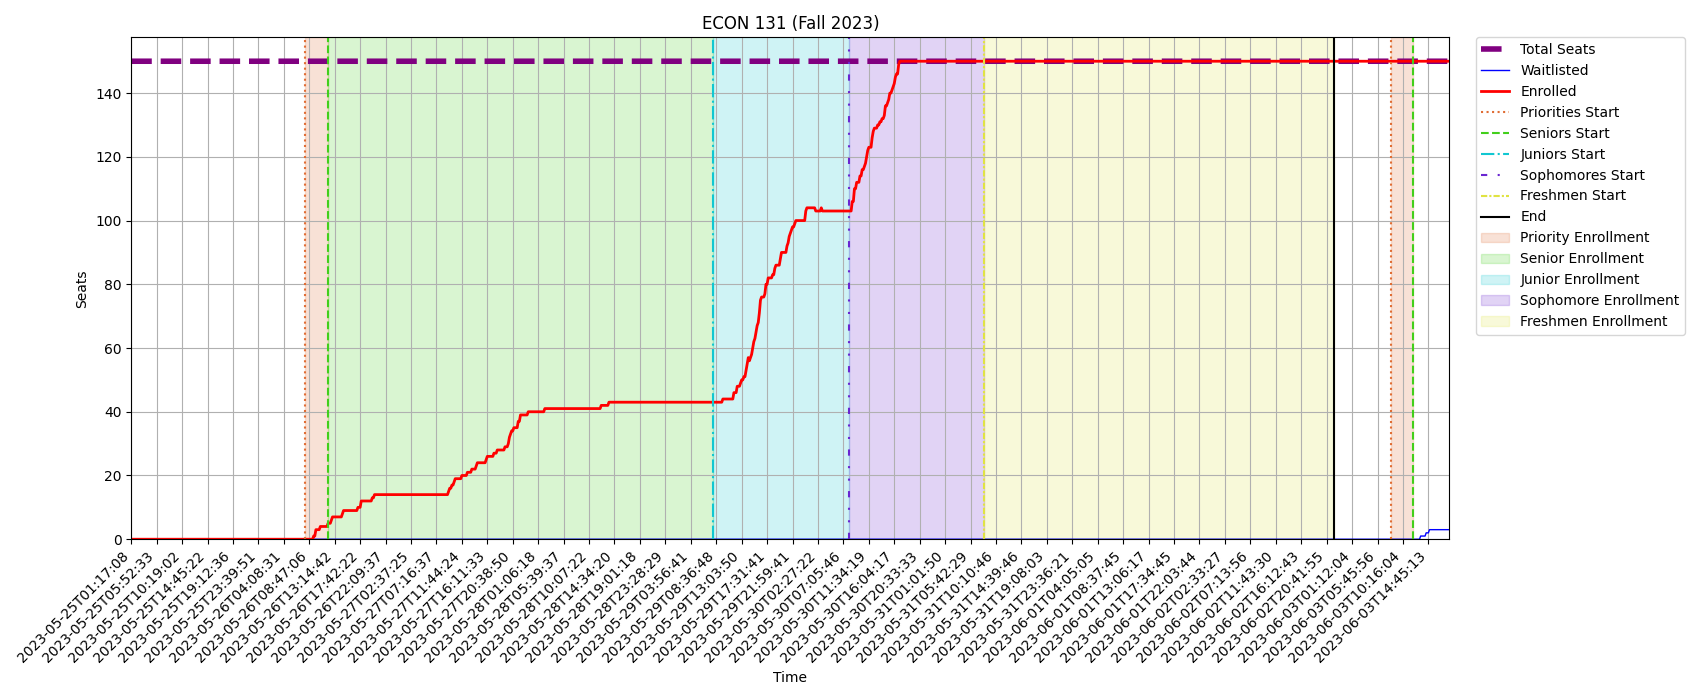 ECON 131 (Fall 2023)
Seats
140
120
100
80
60
40
20
0
2023-05-25T01:17:08
2023-05-25T05:52:33
2023-05-25T10:19:02
2023-05-25T14:45:22
2023-05-25T19:12:36
2023-05-25T23:39:51
2023-05-26T04:08:31
2023-05-26T08:47:06
2023-05-26T13:14:42
2023-05-26T17:42:22
2023-05-26T22:09:37
2023-05-27T02:37:25
2023-05-27T07:16:37
2023-05-27T11:44:24
2023-05-27T16:11:33
2023-05-27T20:38:50
2023-05-28T01:06:18
2023-05-28T05:39:37
2023-05-28T10:07:22
2023-05-28T14:34:20
2023-05-28T19:01:18
2023-05-28T23:28:29
2023-05-29T03:56:41
2023-05-29T08:36:48
2023-05-29T13:03:50
2023-05-29T17:31:41
2023-05-29T21:59:41
2023-05-30T02:27:22
2023-05-30T07:05:46
2023-05-30T11:34:19
2023-05-30T16:04:17
2023-05-30T20:33:33
2023-05-31T01:01:50
2023-05-31T05:42:29
2023-05-31T10:10:46
2023-05-31T14:39:46
2023-05-31T19:08:03
2023-05-31T23:36:21
2023-06-01T04:05:05
2023-06-01T08:37:45
2023-06-01T13:06:17
2023-06-01T17:34:45
2023-06-01T22:03:44
2023-06-02T02:33:27
2023-06-02T07:13:56
2023-06-02T11:43:30
2023-06-02T16:12:43
2023-06-02T20:41:55
2023-06-03T01:12:04
2023-06-03T05:45:56
2023-06-03T10:16:04
2023-06-03T14:45:13
Time
Total Seats
Waitlisted
Enrolled
Priorities Start
Seniors Start
Juniors Start
Sophomores Start
Freshmen Start
End
Priority Enrollment
Senior Enrollment
Junior Enrollment
Sophomore Enrollment
Freshmen Enrollment